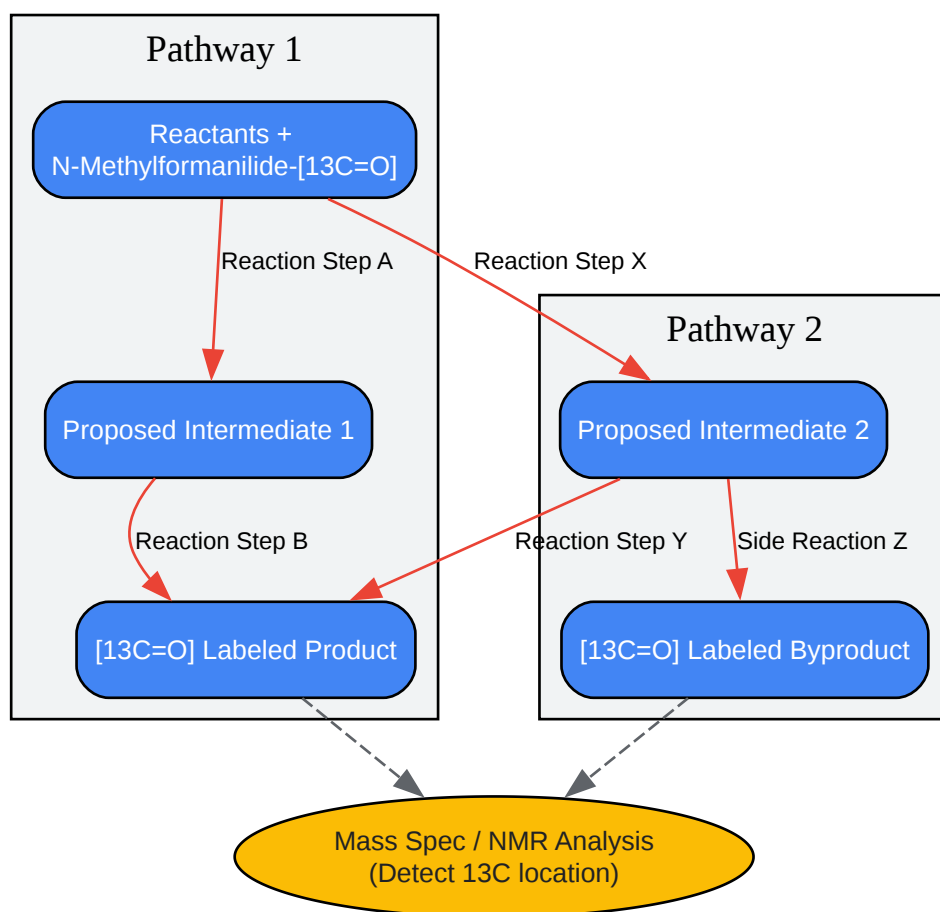 Pathway 1
Reactants +
N-Methylformanilide-[13C=O]
Reaction Step A
Reaction Step X
Pathway 2
Proposed Intermediate 1
Proposed Intermediate 2
Reaction Step B
Reaction Step Y
Side Reaction Z
[13C=O] Labeled Product
[13C=O] Labeled Byproduct
Mass Spec / NMR Analysis
(Detect 13C location)